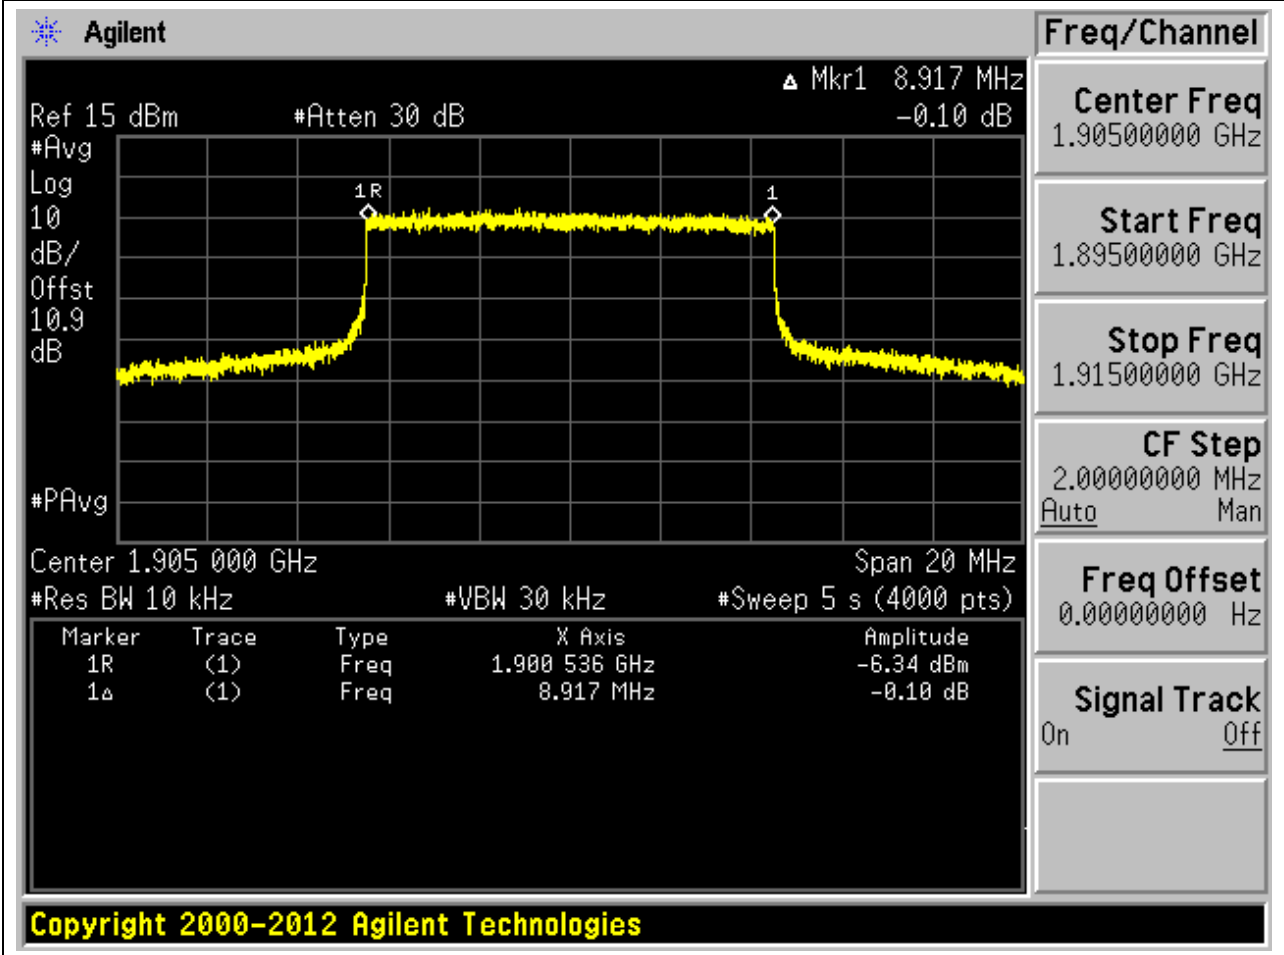 Agilent
Freq/Channel
Δ Mkr1 8.917 MHz
Ref 15 dBm #Atten 30 dB -0.10 dB
#Avg
Log
10
dB/
Offst
10.9
dB
#PAvg
1R
1
Center 1.905 000 GHz Span 20 MHz
#Res BW 10 kHz #VBW 30 kHz #Sweep 5 s (4000 pts)
Marker Trace Type X Axis Amplitude
1R (1) Freq 1.900 536 GHz -6.34 dBm
1Δ (1) Freq 8.917 MHz -0.10 dB
Center Freq
1.90500000 GHz
Start Freq
1.89500000 GHz
Stop Freq
1.91500000 GHz
CF Step
2.00000000 MHz
Auto Man
Freq Offset
0.00000000 Hz
Signal Track
On Off
Copyright 2000-2012 Agilent Technologies